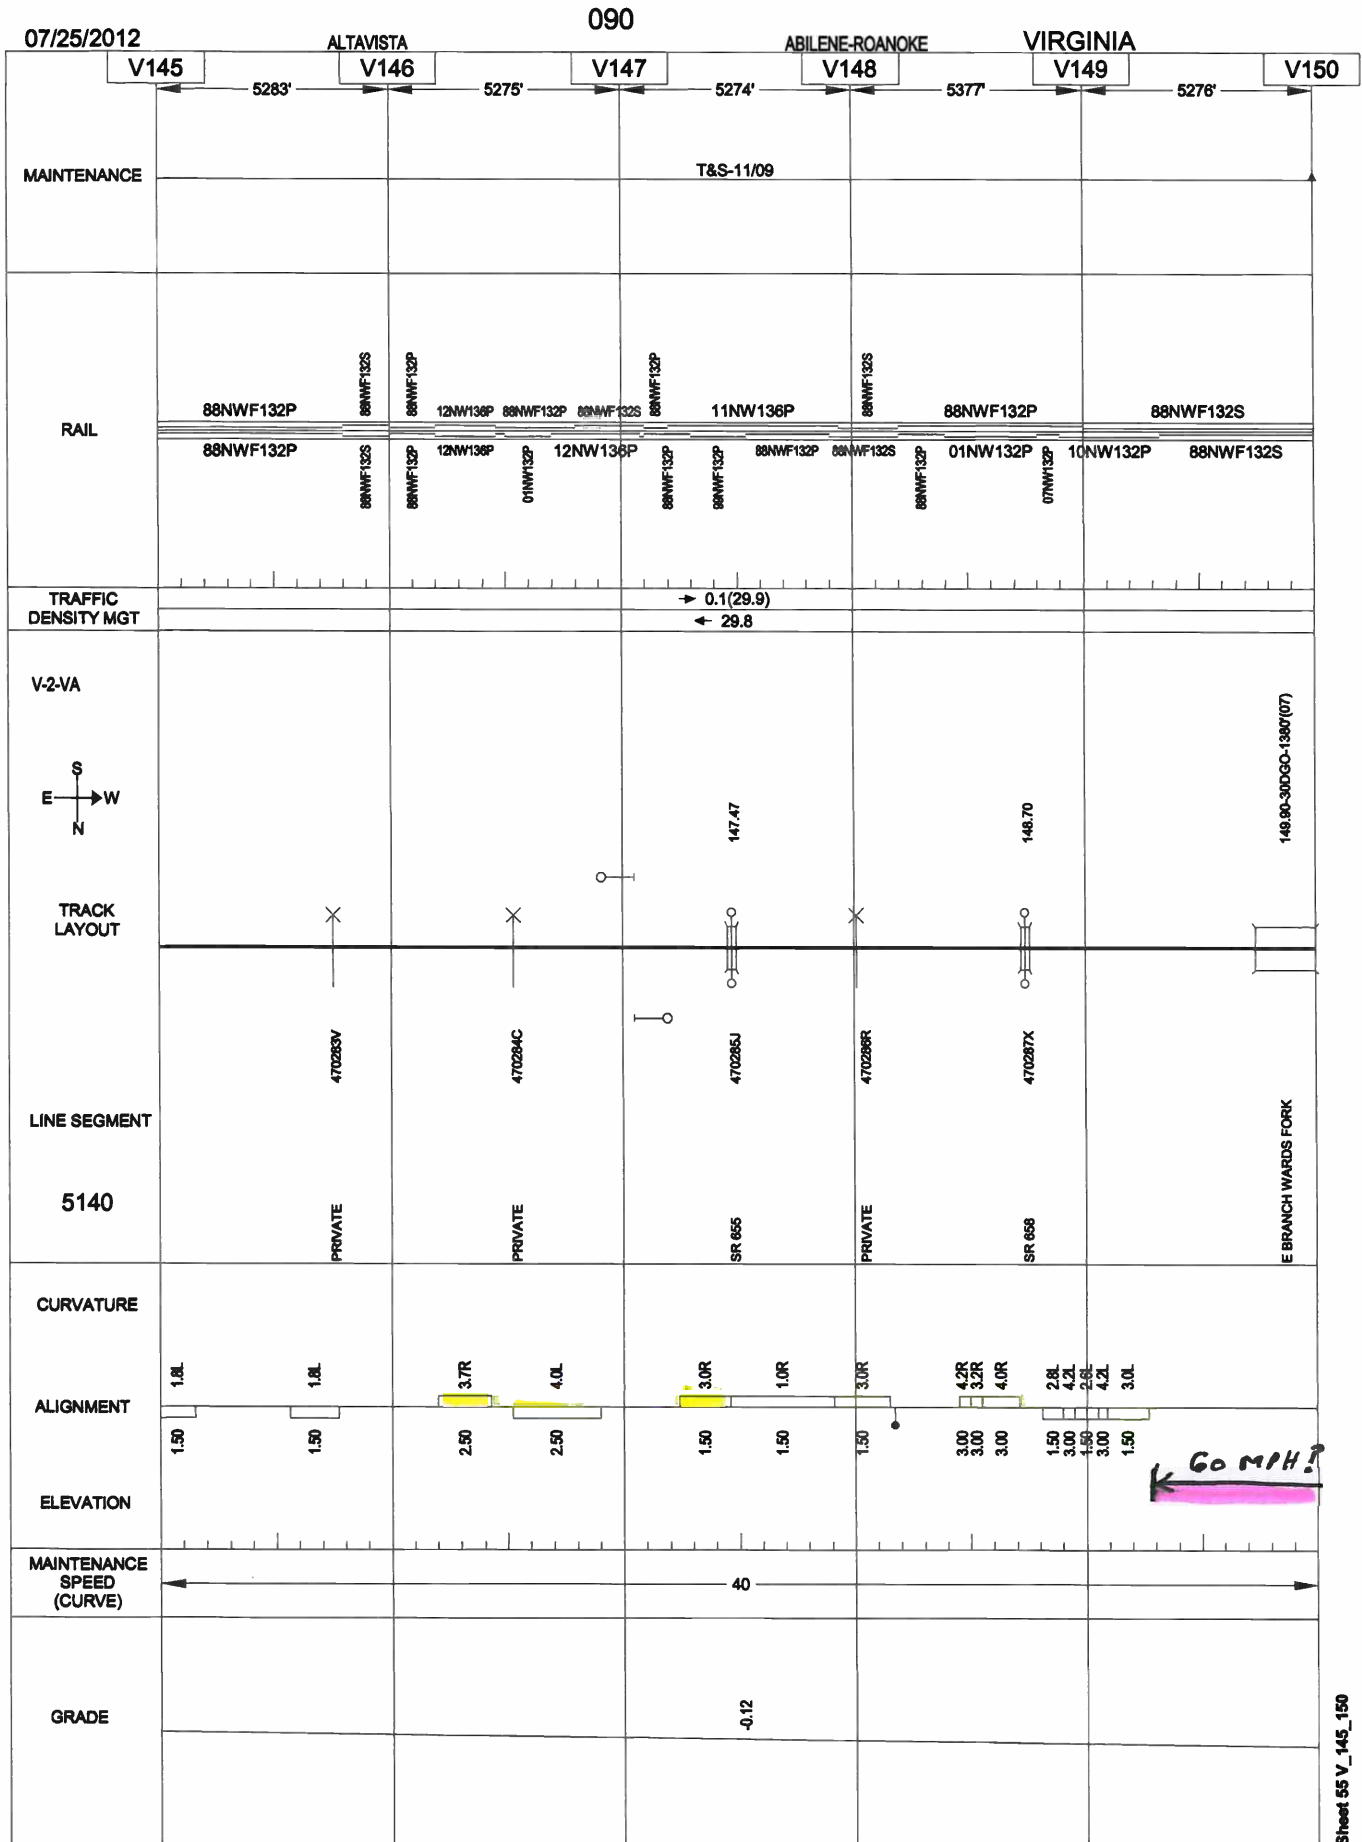 090
07/25/2012 ALTAVISTA ABILENE-ROANOKE VIRGINIA
V145 V146 V147 V148 V149 V150
5283' 5275' 5274' 5377' 5276'
MAINTENANCE
T&S-11/09
RAIL
88NWF132S 88NWF132P 88NWF132P 88NWF132S
88NWF132P 12NW136P 88NWF132P 88NWF132S 11NW136P 88NWF132P 88NWF132S
88NWF132P 12NW136P 12NW136P 88NWF132P 88NWF132S 01NW132P 10NW132P 88NWF132S
88NWF132S 88NWF132P 01NW132P 88NWF132P 99NWF132P 88NWF132P 07NW132P
TRAFFIC
DENSITY MGT
→ 0.1(29.9)
← 29.8
V-2-VA
S
E W
N
147.47 148.70 149.90-30DGO-1380'(07)
TRACK
LAYOUT
470283V 470284C 470285J 470286R 470287X
LINE SEGMENT
5140
PRIVATE PRIVATE SR 655 PRIVATE SR 658 E BRANCH WARDS FORK
CURVATURE
1.8L 1.8L 3.7R 4.0L 3.0R 1.0R 3.0R 4.2R 3.2R 4.0R 2.8L 4.2L 2.6L 4.2L 3.0L
ALIGNMENT
1.50 1.50 2.50 2.50 1.50 1.50 1.50 3.00 3.00 3.00 1.50 3.00 1.50 3.00 1.50
60 MPH?
ELEVATION
MAINTENANCE
SPEED
(CURVE)
40
GRADE
-0.12
Sheet 55 V_145_150